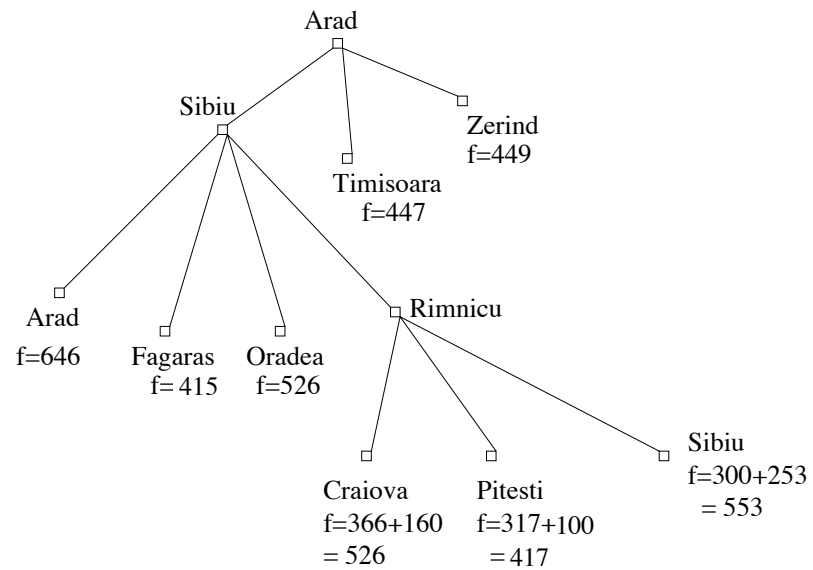 Arad
Sibiu
Zerind
f=449
Timisoara
f=447
Rimnicu
Arad
f=646
Fagaras
f= 415
Oradea
f=526
Craiova
f=366+160
= 526
Pitesti
f=317+100
= 417
Sibiu
f=300+253
= 553